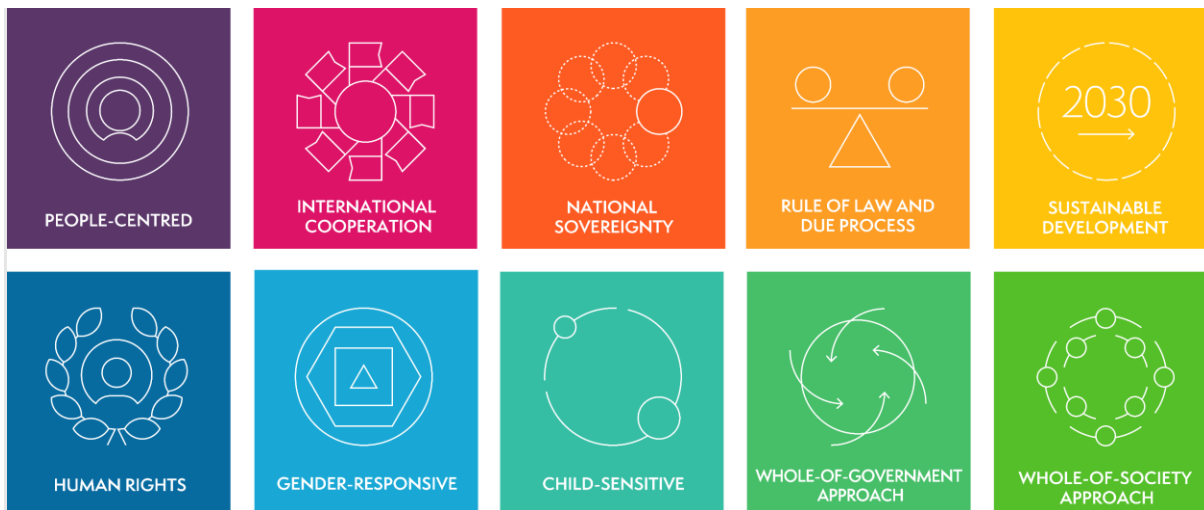 PEOPLE-CENTRED
INTERNATIONAL
COOPERATION
NATIONAL
SOVEREIGNTY
RULE OF LAW AND
DUE PROCESS
2030
SUSTAINABLE
DEVELOPMENT
HUMAN RIGHTS
GENDER-RESPONSIVE
CHILD-SENSITIVE
WHOLE-OF-GOVERNMENT
APPROACH
WHOLE-OF-SOCIETY
APPROACH